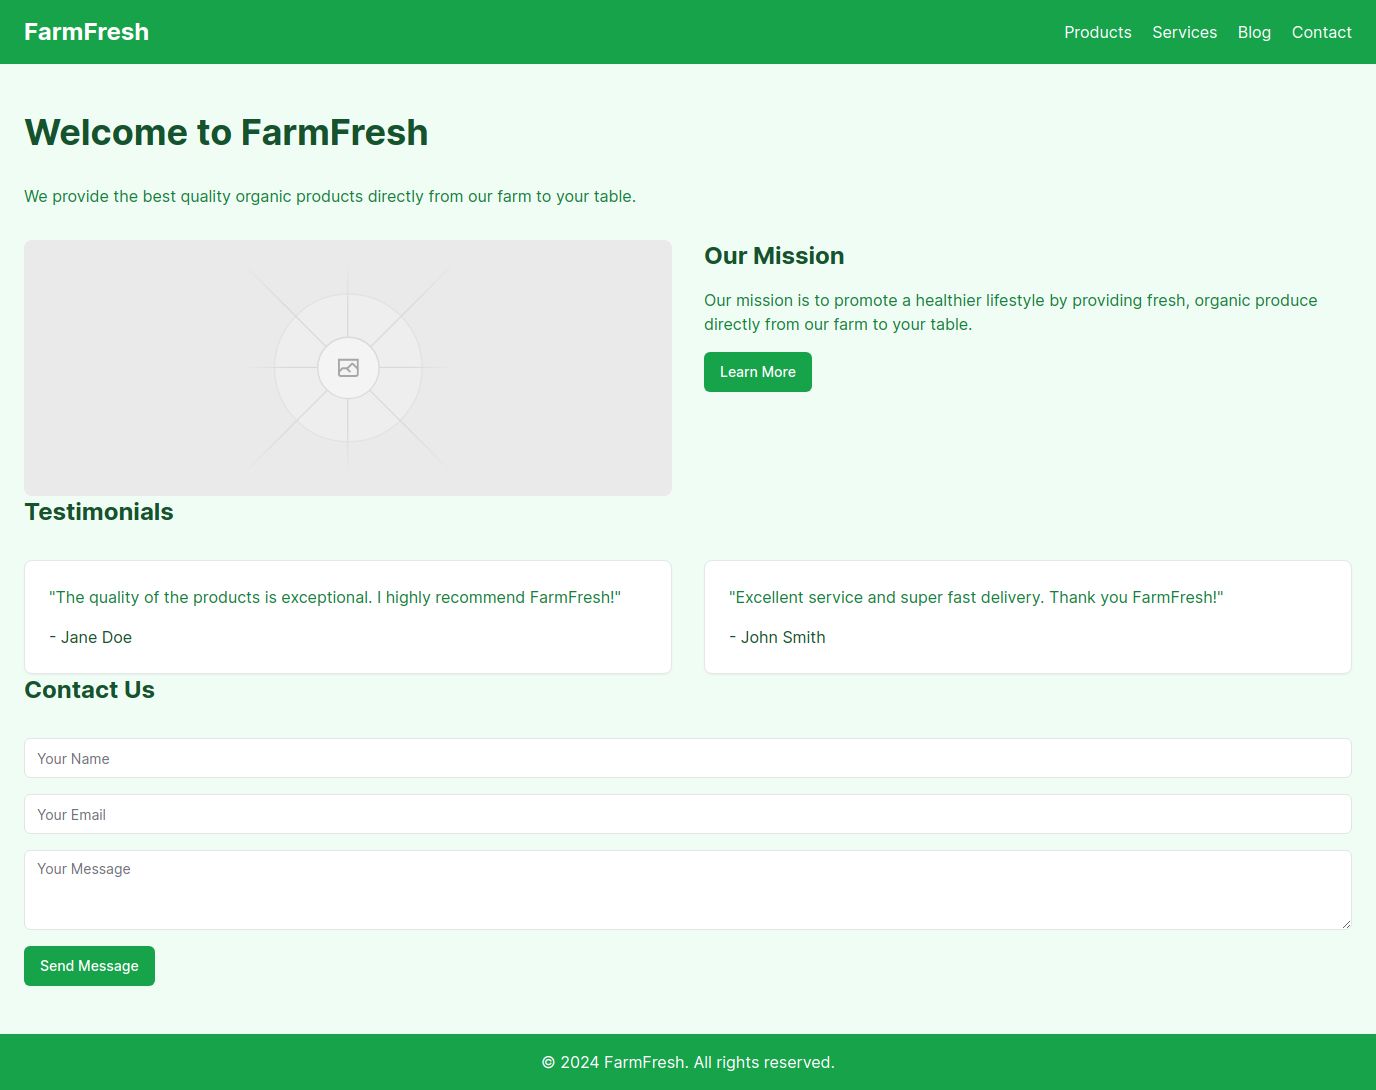 FarmFresh
Products Services Blog Contact
Welcome to FarmFresh
We provide the best quality organic products directly from our farm to your table.
Our Mission
Our mission is to promote a healthier lifestyle by providing fresh, organic produce
directly from our farm to your table.
Learn More
Testimonials
"The quality of the products is exceptional. I highly recommend FarmFresh!"
- Jane Doe
"Excellent service and super fast delivery. Thank you FarmFresh!"
- John Smith
Contact Us
Your Name
Your Email
Your Message
Send Message
© 2024 FarmFresh. All rights reserved.